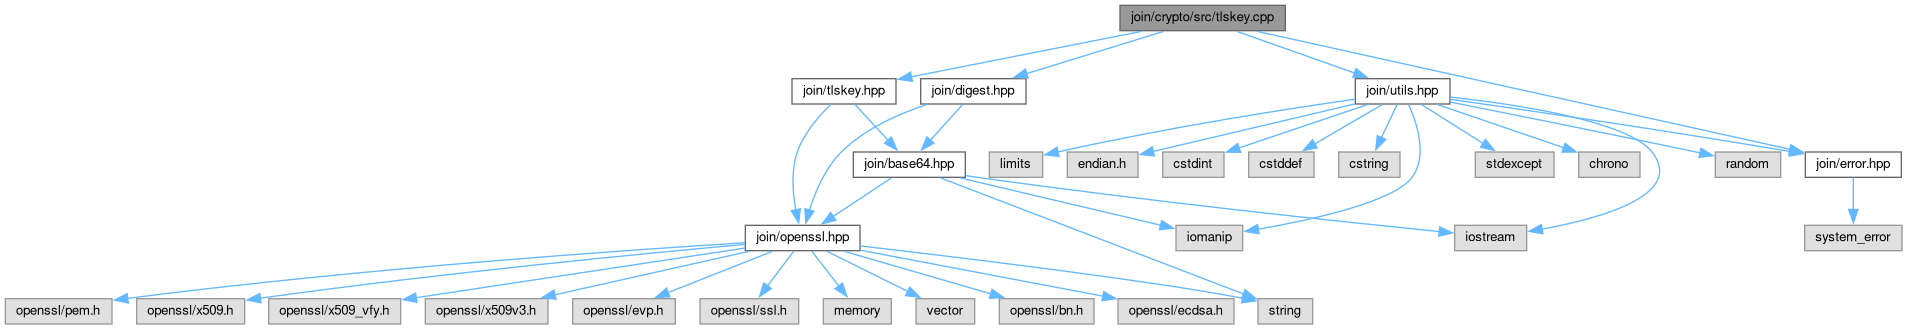 join/crypto/src/tlskey.cpp
join/tlskey.hpp
join/digest.hpp
join/utils.hpp
join/base64.hpp
limits
endian.h
cstdint
cstddef
cstring
stdexcept
chrono
random
join/error.hpp
join/openssl.hpp
iomanip
iostream
system_error
openssl/pem.h
openssl/x509.h
openssl/x509_vfy.h
openssl/x509v3.h
openssl/evp.h
openssl/ssl.h
memory
vector
openssl/bn.h
openssl/ecdsa.h
string